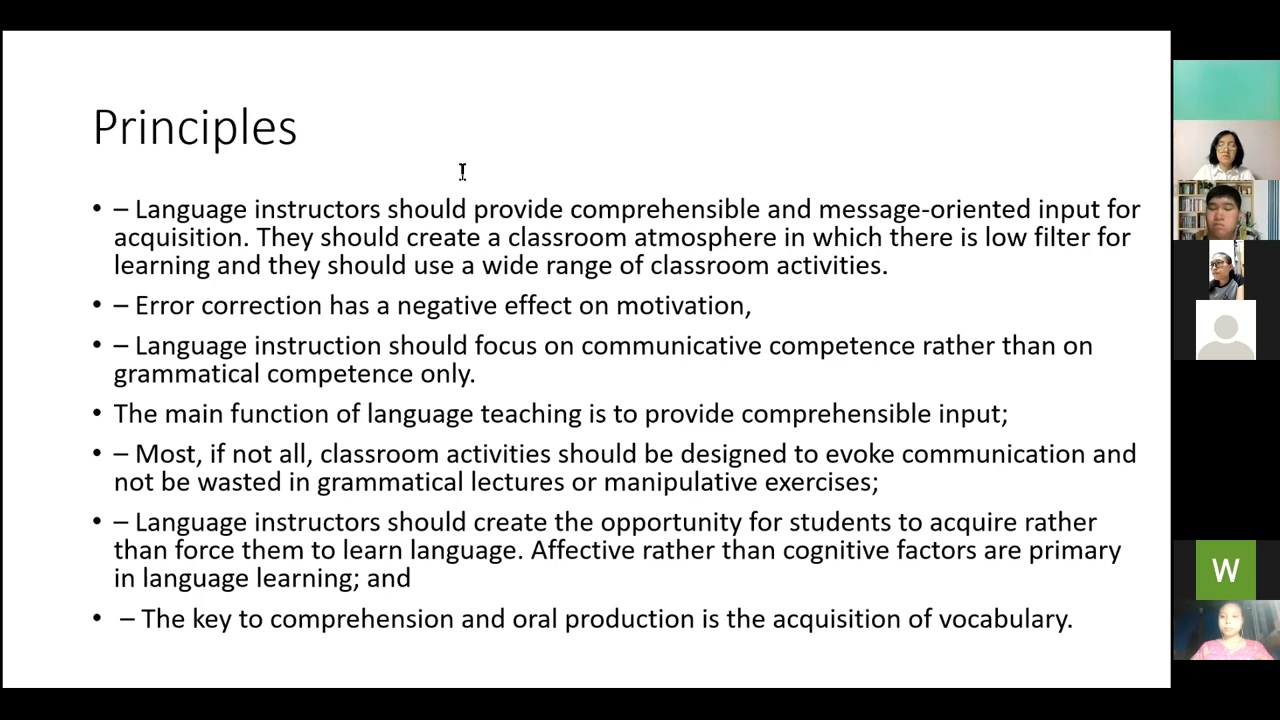 Principles
• – Language instructors should provide comprehensible and message-oriented input for
acquisition. They should create a classroom atmosphere in which there is low filter for
learning and they should use a wide range of classroom activities.
• – Error correction has a negative effect on motivation,
• – Language instruction should focus on communicative competence rather than on
grammatical competence only.
• The main function of language teaching is to provide comprehensible input;
• – Most, if not all, classroom activities should be designed to evoke communication and
not be wasted in grammatical lectures or manipulative exercises;
• – Language instructors should create the opportunity for students to acquire rather
than force them to learn language. Affective rather than cognitive factors are primary
in language learning; and
• – The key to comprehension and oral production is the acquisition of vocabulary.
W